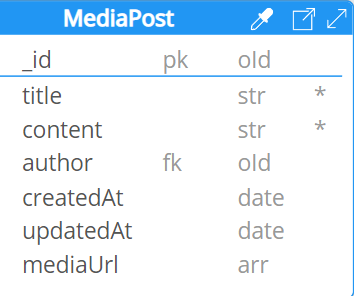 MediaPost
_id pk oId
title str *
content str *
author fk oId
createdAt date
updatedAt date
mediaUrl arr